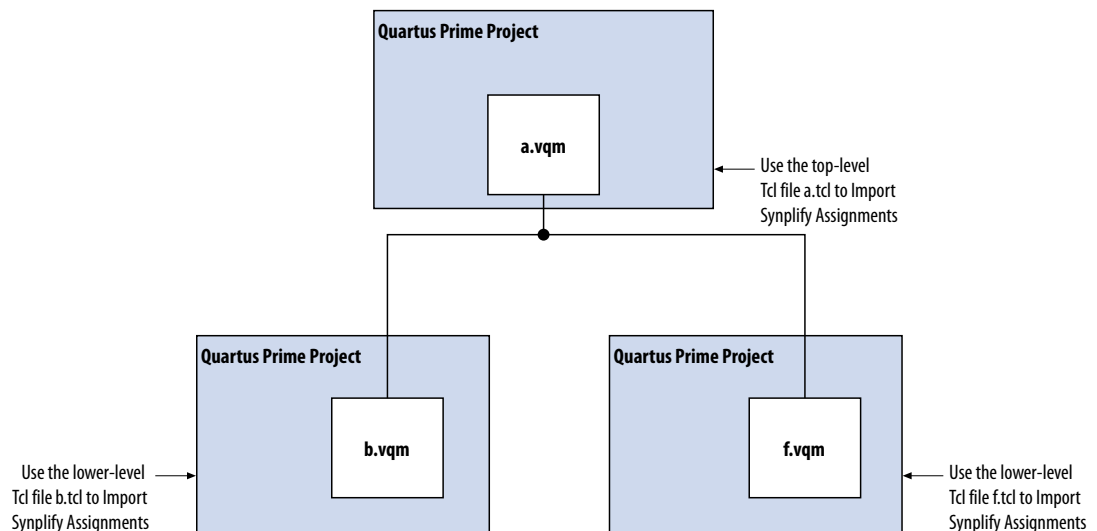 Quartus Prime Project
a.vqm
Use the top-level
Tcl file a.tcl to Import
Synplify Assignments
Quartus Prime Project
b.vqm
Use the lower-level
Tcl file b.tcl to Import
Synplify Assignments
Quartus Prime Project
f.vqm
Use the lower-level
Tcl file f.tcl to Import
Synplify Assignments